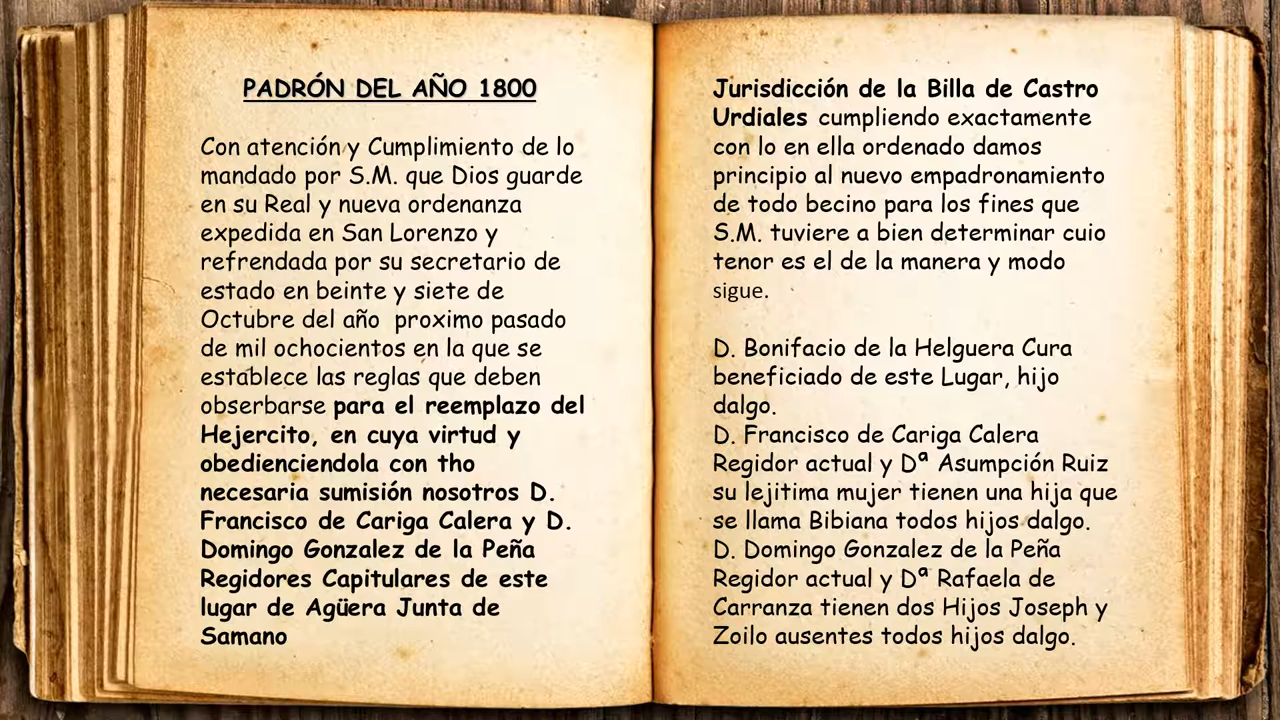 PADRÓN DEL AÑO 1800
Con atención y Cumplimiento de lo
mandado por S.M. que Dios guarde
en su Real y nueva ordenanza
expedida en San Lorenzo y
refrendada por su secretario de
estado en beinte y siete de
Octubre del año proximo pasado
de mil ochocientos en la que se
establece las reglas que deben
obserbarse para el reemplazo del
Hejercito, en cuya virtud y
obedienciendola con tho
necesaria sumisión nosotros D.
Francisco de Cariga Calera y D.
Domingo Gonzalez de la Peña
Regidores Capitulares de este
lugar de Agüera Junta de
Samano
Jurisdicción de la Billa de Castro
Urdiales cumpliendo exactamente
con lo en ella ordenado damos
principio al nuevo empadronamiento
de todo becino para los fines que
S.M. tuviere a bien determinar cuio
tenor es el de la manera y modo
sigue.
D. Bonifacio de la Helguera Cura
beneficiado de este Lugar, hijo
dalgo.
D. Francisco de Cariga Calera
Regidor actual y Dª Asumpción Ruiz
su lejitima mujer tienen una hija que
se llama Bibiana todos hijos dalgo.
D. Domingo Gonzalez de la Peña
Regidor actual y Dª Rafaela de
Carranza tienen dos Hijos Joseph y
Zoilo ausentes todos hijos dalgo.